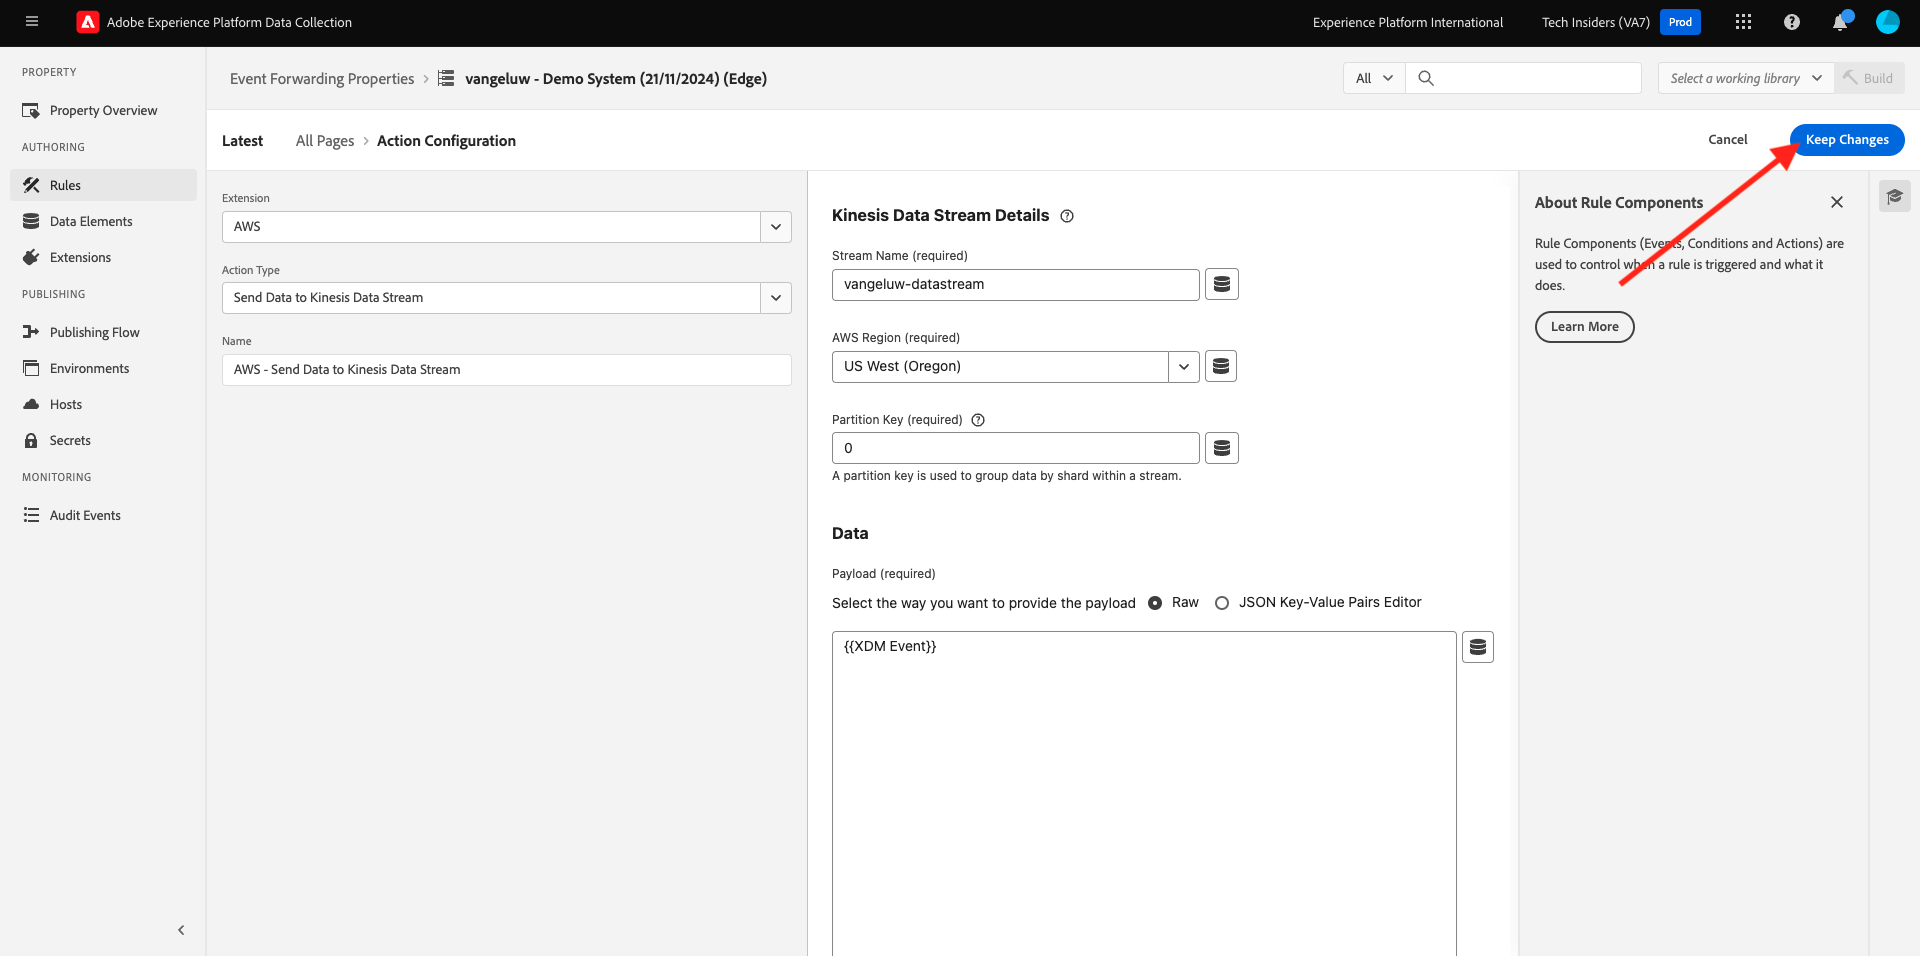 Adobe Experience Platform Data Collection
Experience Platform International
Tech Insiders (VA7)
Prod
PROPERTY
Property Overview
AUTHORING
Rules
Data Elements
Extensions
PUBLISHING
Publishing Flow
Environments
Hosts
Secrets
MONITORING
Audit Events
Event Forwarding Properties > vangeluw - Demo System (21/11/2024) (Edge)
All
Select a working library
Build
Latest
All Pages > Action Configuration
Cancel
Keep Changes
Extension
AWS
Action Type
Send Data to Kinesis Data Stream
Name
AWS - Send Data to Kinesis Data Stream
Kinesis Data Stream Details
Stream Name (required)
vangeluw-datastream
AWS Region (required)
US West (Oregon)
Partition Key (required)
0
A partition key is used to group data by shard within a stream.
Data
Payload (required)
Select the way you want to provide the payload
Raw
JSON Key-Value Pairs Editor
{{XDM Event}}
About Rule Components
Rule Components (Events, Conditions and Actions) are
used to control when a rule is triggered and what it
does.
Learn More